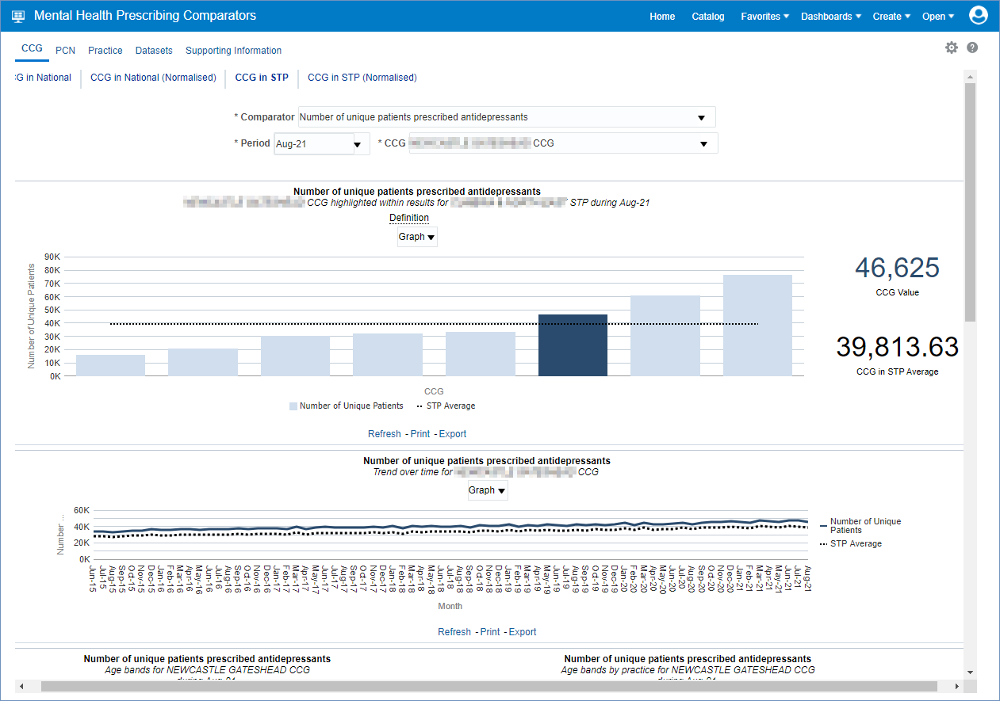 Mental Health Prescribing Comparators
Home Catalog Favorites Dashboards Create Open
CCG PCN Practice Datasets Supporting Information
G in National CCG in National (Normalised) CCG in STP CCG in STP (Normalised)
* Comparator Number of unique patients prescribed antidepressants
* Period Aug-21 * CCG CCG
Number of unique patients prescribed antidepressants
CCG highlighted within results for STP during Aug-21
Definition
Graph
90K
80K
70K
60K
50K
40K
30K
20K
10K
0K
Number of Unique Patients
CCG
Number of Unique Patients STP Average
46,625
CCG Value
39,813.63
CCG in STP Average
Refresh - Print - Export
Number of unique patients prescribed antidepressants
Trend over time for CCG
Graph
60K
40K
20K
0K
Number ...
Jun-15 Jul-15 Aug-15 Sep-15 Oct-15 Nov-15 Dec-15 Jan-16 Feb-16 Mar-16 Apr-16 May-16 Jun-16 Jul-16 Aug-16 Sep-16 Oct-16 Nov-16 Dec-16 Jan-17 Feb-17 Mar-17 Apr-17 May-17 Jun-17 Jul-17 Aug-17 Sep-17 Oct-17 Nov-17 Dec-17 Jan-18 Feb-18 Mar-18 Apr-18 May-18 Jun-18 Jul-18 Aug-18 Sep-18 Oct-18 Nov-18 Dec-18 Jan-19 Feb-19 Mar-19 Apr-19 May-19 Jun-19 Jul-19 Aug-19 Sep-19 Oct-19 Nov-19 Dec-19 Jan-20 Feb-20 Mar-20 Apr-20 May-20 Jun-20 Jul-20 Aug-20 Sep-20 Oct-20 Nov-20 Dec-20 Jan-21 Feb-21 Mar-21 Apr-21 May-21 Jun-21 Jul-21 Aug-21
Month
Number of Unique
Patients
STP Average
Refresh - Print - Export
Number of unique patients prescribed antidepressants
Age bands for NEWCASTLE GATESHEAD CCG
during Aug-21
Number of unique patients prescribed antidepressants
Age bands by practice for NEWCASTLE GATESHEAD CCG
during Aug-21